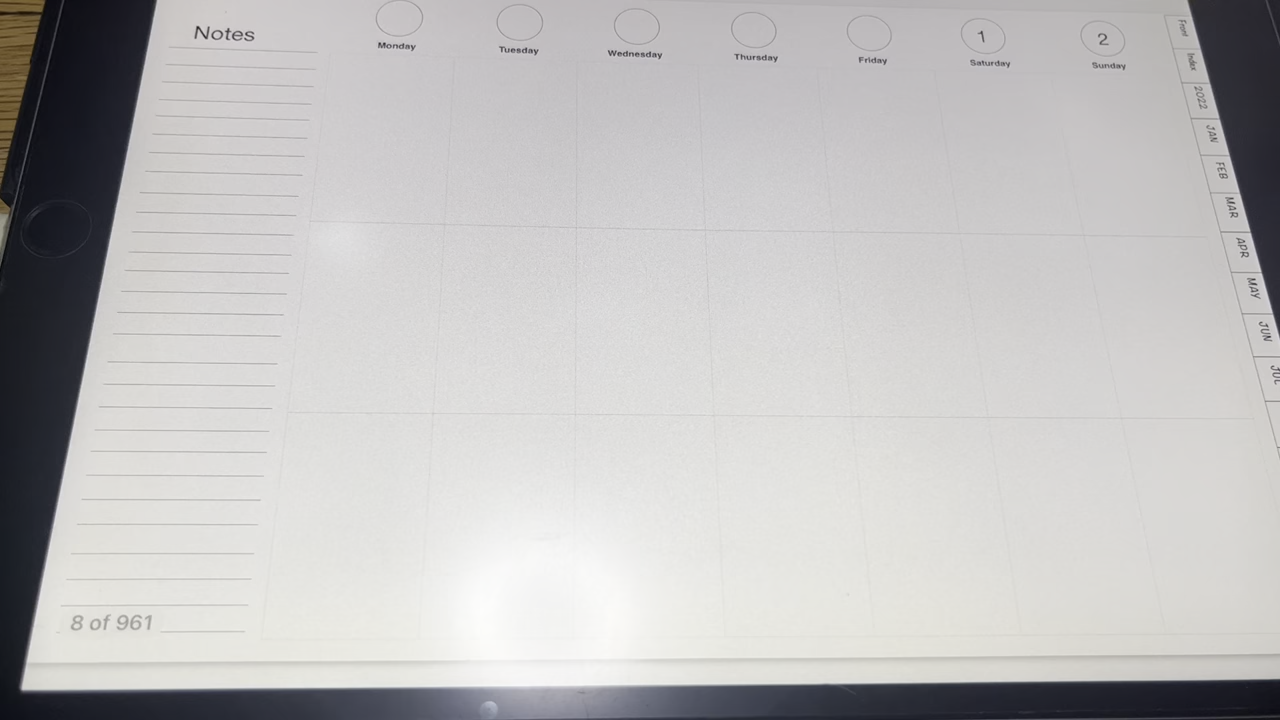 Notes
Monday
Tuesday
Wednesday
Thursday
Friday
1
Saturday
2
Sunday
Front
Index
2022
JAN
FEB
MAR
APR
MAY
JUN
JUL
8 of 961